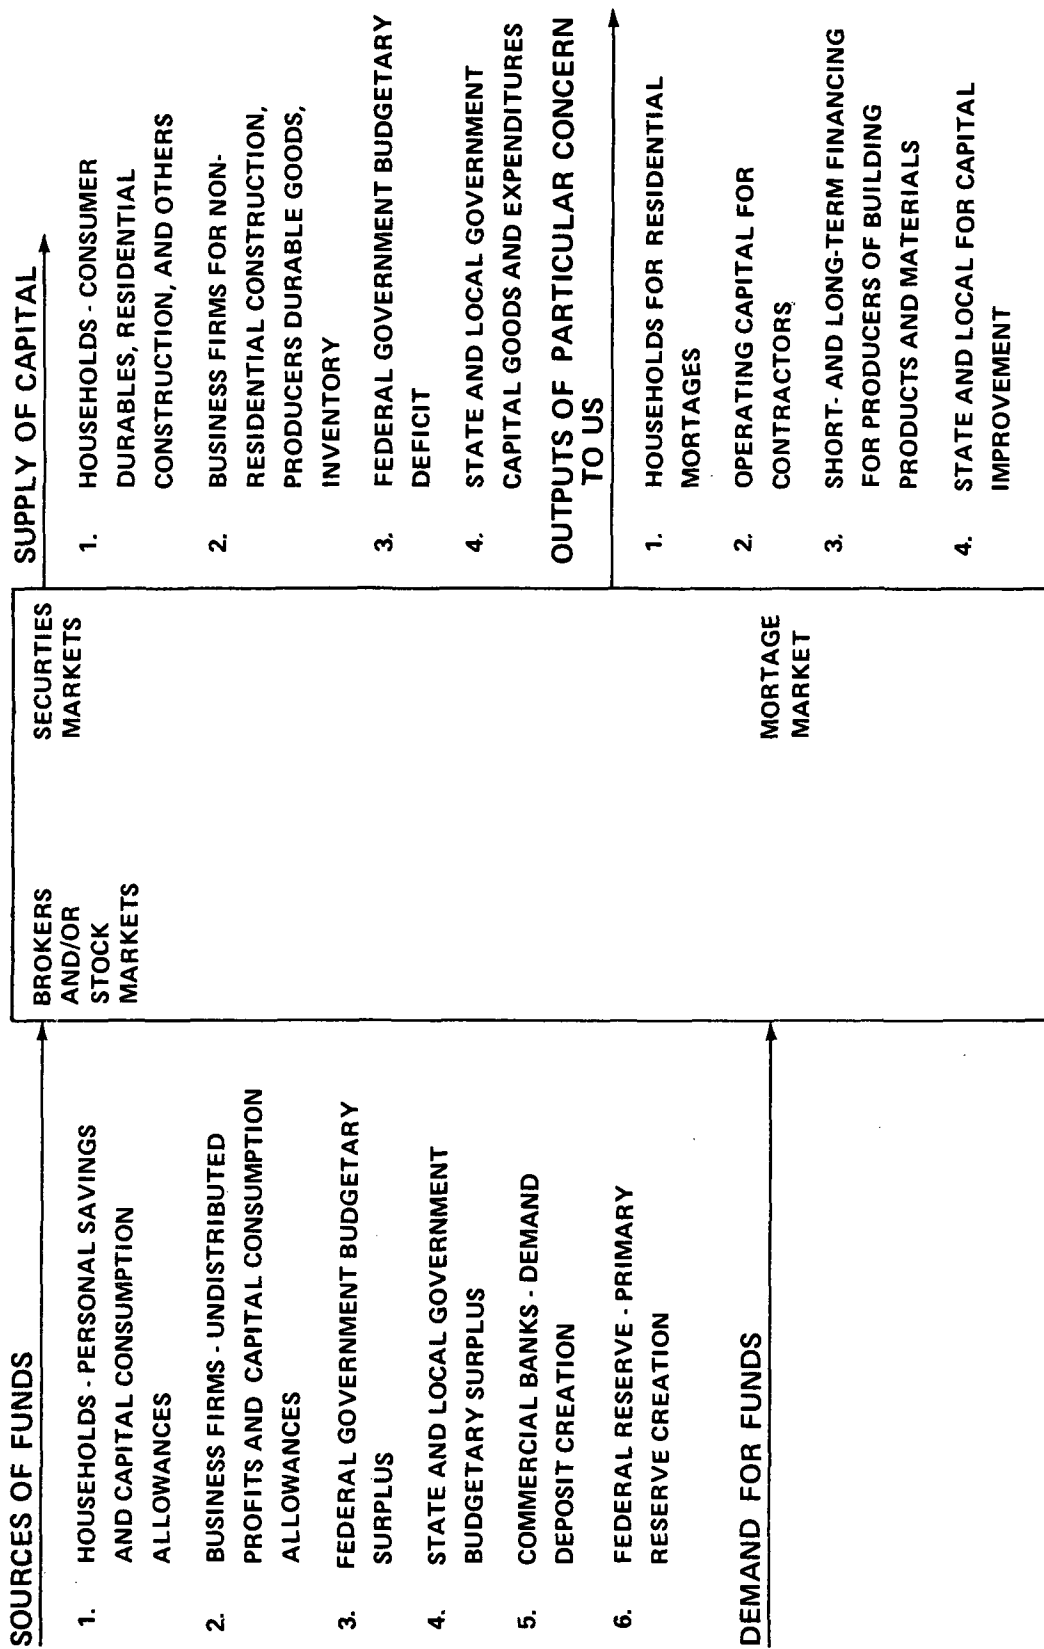 SOURCES OF FUNDS
1. HOUSEHOLDS - PERSONAL SAVINGS
AND CAPITAL CONSUMPTION
ALLOWANCES
2. BUSINESS FIRMS - UNDISTRIBUTED
PROFITS AND CAPITAL CONSUMPTION
ALLOWANCES
3. FEDERAL GOVERNMENT BUDGETARY
SURPLUS
4. STATE AND LOCAL GOVERNMENT
BUDGETARY SURPLUS
5. COMMERCIAL BANKS - DEMAND
DEPOSIT CREATION
6. FEDERAL RESERVE - PRIMARY
RESERVE CREATION
DEMAND FOR FUNDS
BROKERS
AND/OR
STOCK
MARKETS
SECURTIES
MARKETS
MORTAGE
MARKET
SUPPLY OF CAPITAL
1. HOUSEHOLDS - CONSUMER
DURABLES, RESIDENTIAL
CONSTRUCTION, AND OTHERS
2. BUSINESS FIRMS FOR NON-
RESIDENTIAL CONSTRUCTION,
PRODUCERS DURABLE GOODS,
INVENTORY
3. FEDERAL GOVERNMENT BUDGETARY
DEFICIT
4. STATE AND LOCAL GOVERNMENT
CAPITAL GOODS AND EXPENDITURES
OUTPUTS OF PARTICULAR CONCERN
TO US
1. HOUSEHOLDS FOR RESIDENTIAL
MORTAGES
2. OPERATING CAPITAL FOR
CONTRACTORS
3. SHORT- AND LONG-TERM FINANCING
FOR PRODUCERS OF BUILDING
PRODUCTS AND MATERIALS
4. STATE AND LOCAL FOR CAPITAL
IMPROVEMENT